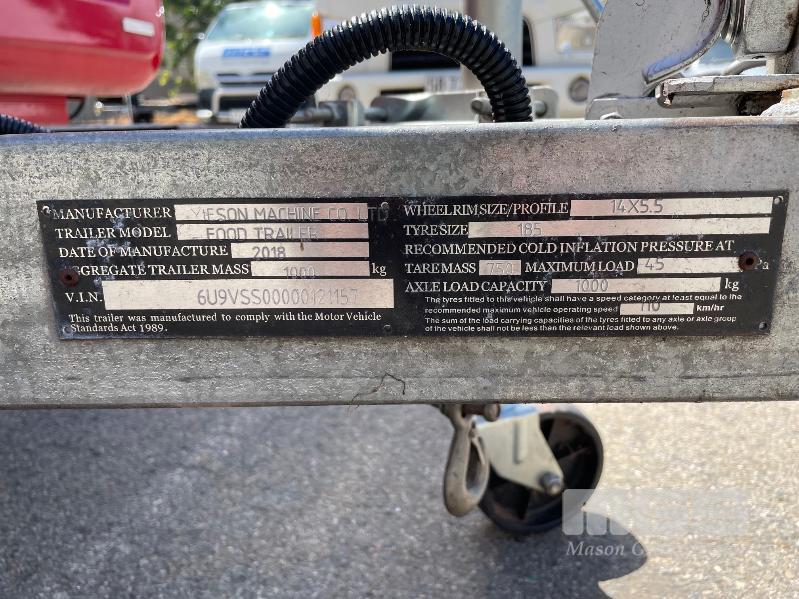 MANUFACTURER YIESON MACHINE CO. LTD
TRAILER MODEL FOOD TRAILER
DATE OF MANUFACTURE 2018
AGGREGATE TRAILER MASS 1000 kg
V.I.N. 6U9VSS00000421157
This trailer was manufactured to comply with the Motor Vehicle
Standards Act 1989.
WHEELRIMSIZE/PROFILE 14X5.5
TYRESIZE 185
RECOMMENDED COLD INFLATION PRESSURE AT
TAREMASS 750 MAXIMUM LOAD 45
AXLE LOAD CAPACITY 1000 kg
The tyres fitted to this vehicle shall have a speed category at least equal to the
recommended maximum vehicle operating speed 110 km/hr
The sum of the load carrying capacities of the tyres fitted to any axle or axle group
of the vehicle shall not be less than the relevant load shown above.
Mason